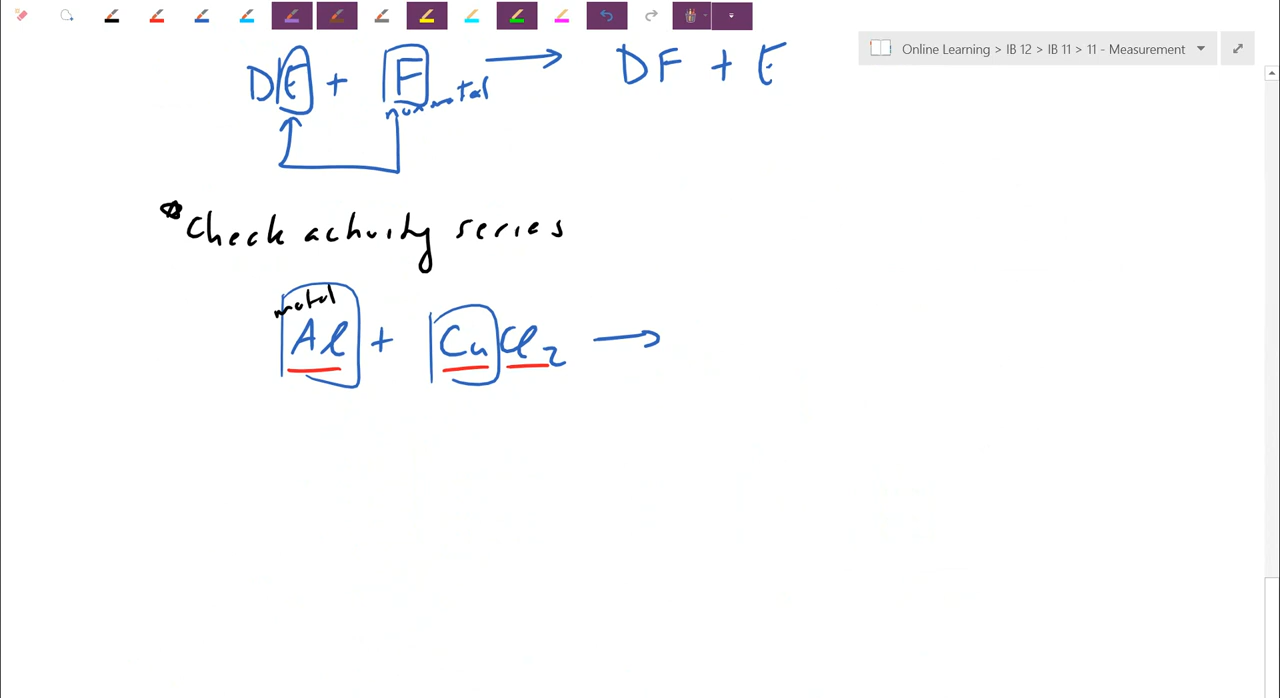 Online Learning > IB 12 > IB 11 > 11 - Measurement
DE + F → DF + E
nonmetal
*Check activity series
metal
Al + CuCl₂ →